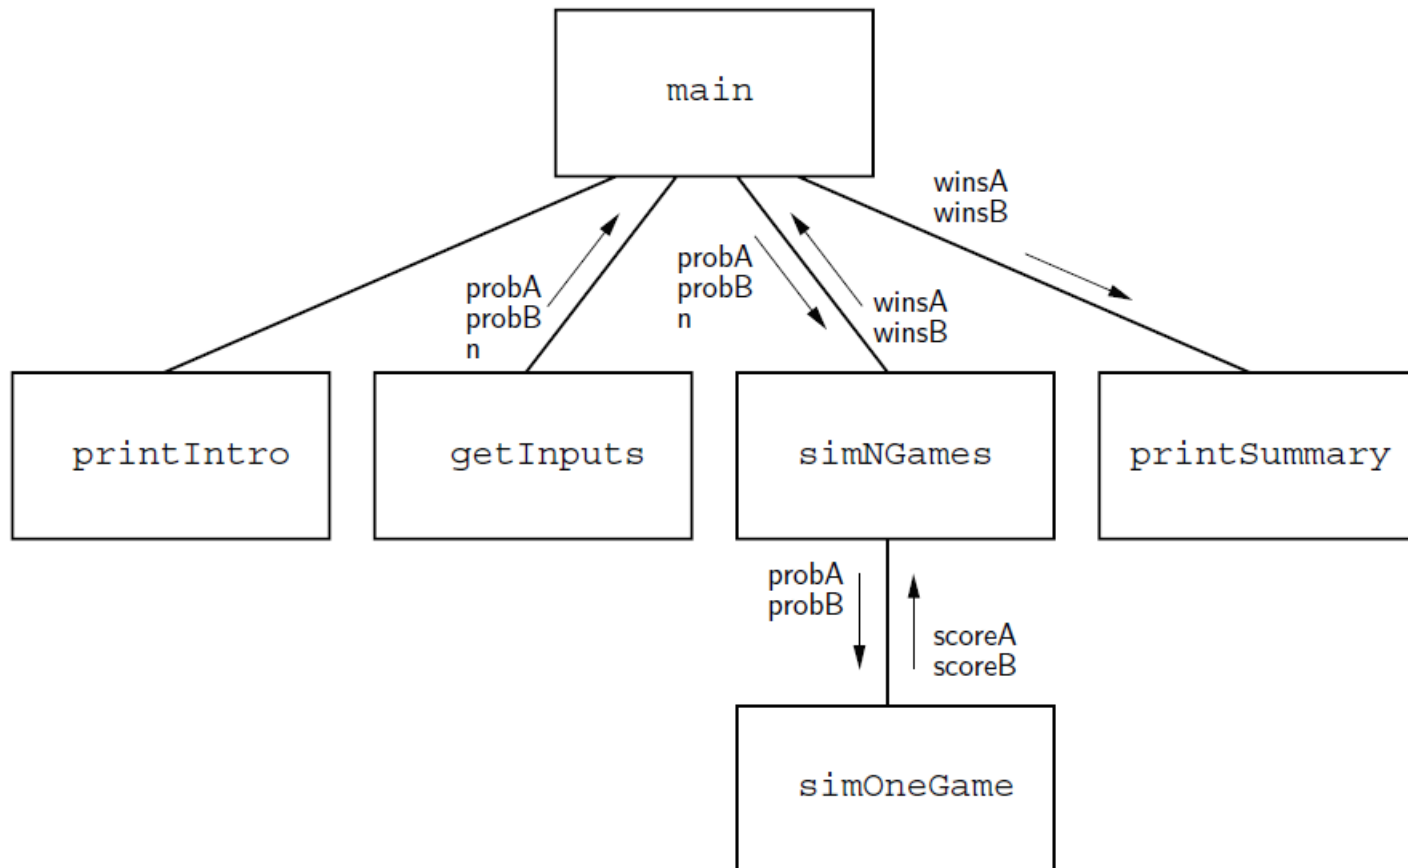 main
winsA
winsB
probA
probB
n
probA
probB
n
winsA
winsB
printIntro
getInputs
simNGames
printSummary
probA
probB
scoreA
scoreB
simOneGame